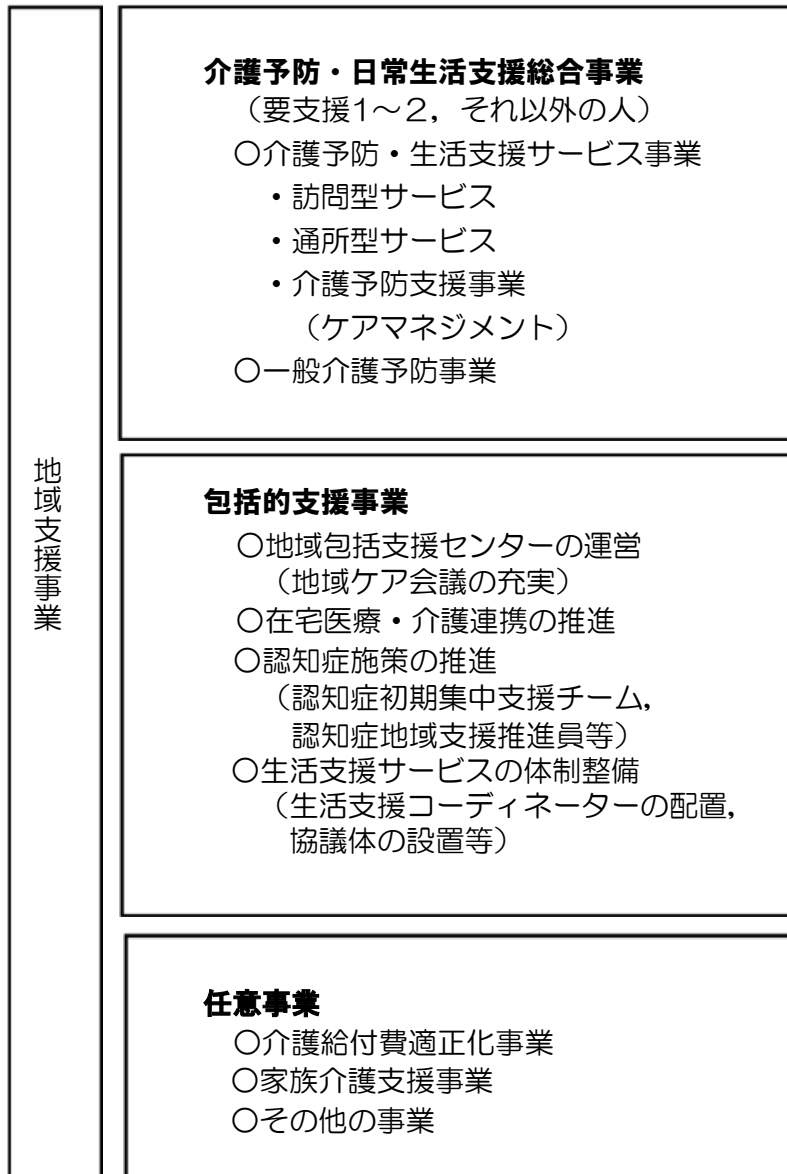 地域支援事業
介護予防・日常生活支援総合事業
（要支援1～２，それ以外の人）
〇介護予防・生活支援サービス事業
・訪問型サービス
・通所型サービス
・介護予防支援事業
（ケアマネジメント）
〇一般介護予防事業
包括的支援事業
〇地域包括支援センターの運営
（地域ケア会議の充実）
〇在宅医療・介護連携の推進
〇認知症施策の推進
（認知症初期集中支援チーム，
認知症地域支援推進員等）
〇生活支援サービスの体制整備
（生活支援コーディネーターの配置，
協議体の設置等）
任意事業
〇介護給付費適正化事業
〇家族介護支援事業
〇その他の事業